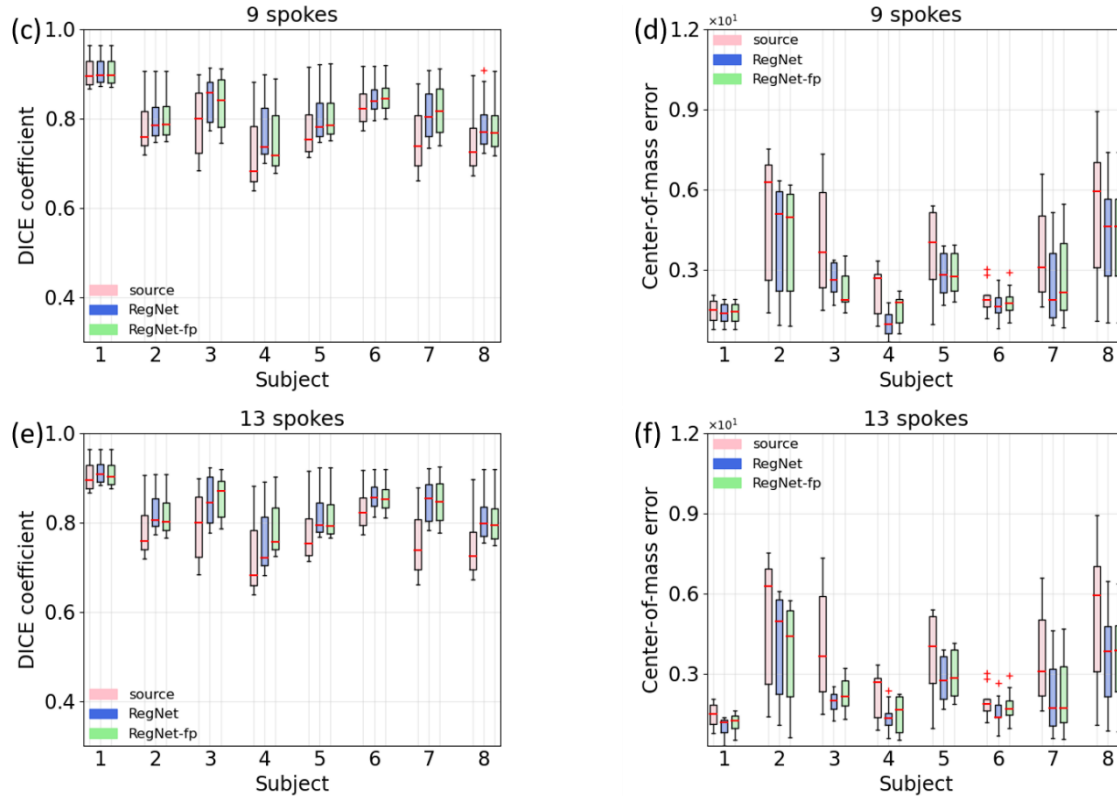 (c)
9 spokes
DICE coefficient
1.0
0.8
0.6
0.4
source
RegNet
RegNet-fp
1 2 3 4 5 6 7 8
Subject
(d)
9 spokes
×10¹
Center-of-mass error
1.2
0.9
0.6
0.3
source
RegNet
RegNet-fp
1 2 3 4 5 6 7 8
Subject
(e)
13 spokes
DICE coefficient
1.0
0.8
0.6
0.4
source
RegNet
RegNet-fp
1 2 3 4 5 6 7 8
Subject
(f)
13 spokes
×10¹
Center-of-mass error
1.2
0.9
0.6
0.3
source
RegNet
RegNet-fp
1 2 3 4 5 6 7 8
Subject